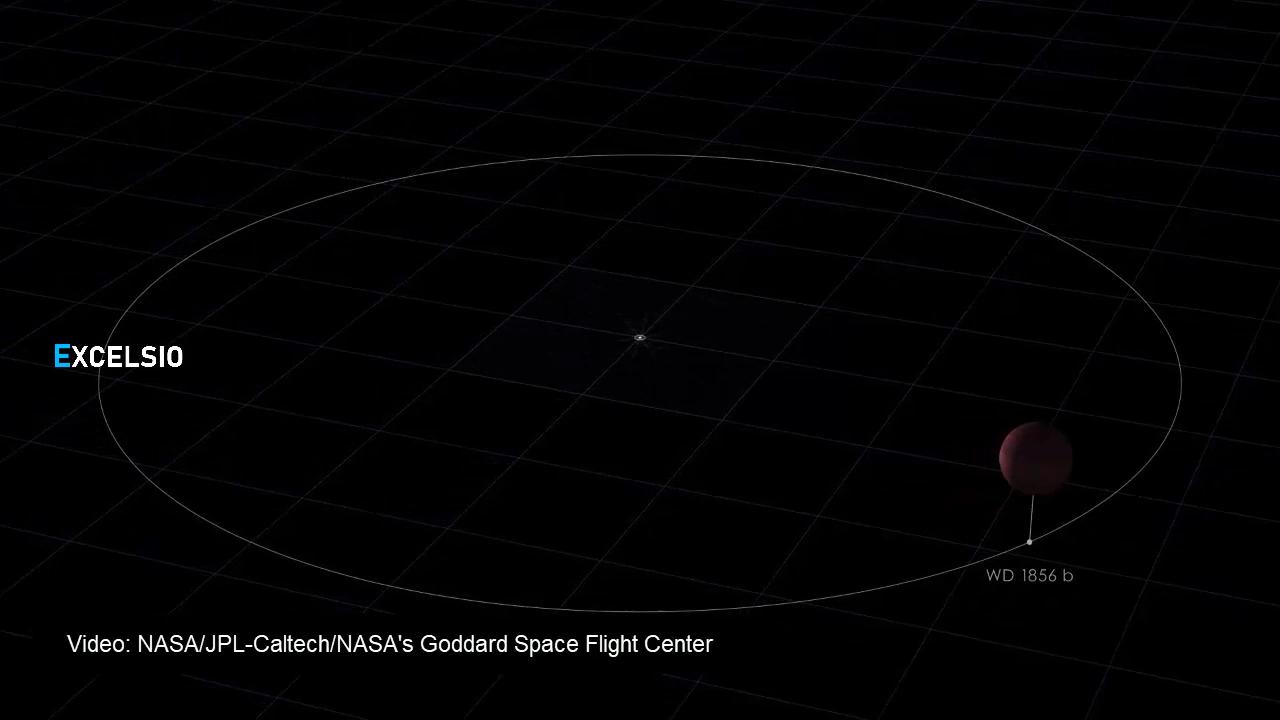 EXCELSIO
WD 1856 b
Video: NASA/JPL-Caltech/NASA's Goddard Space Flight Center